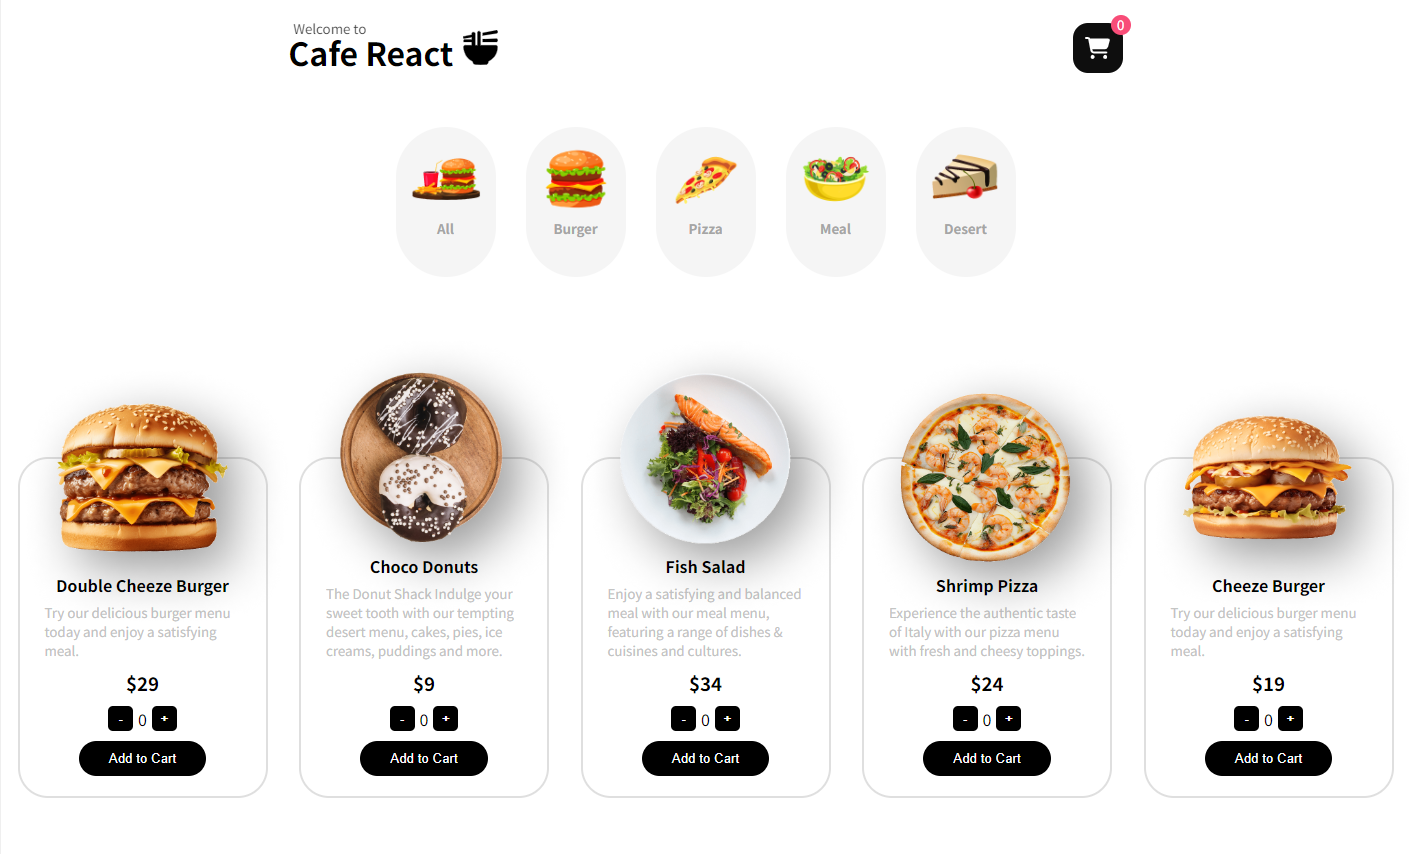 Welcome to
Cafe React
0
All
Burger
Pizza
Meal
Desert
Double Cheeze Burger
Try our delicious burger menu
today and enjoy a satisfying
meal.
$29
- 0 +
Add to Cart
Choco Donuts
The Donut Shack Indulge your
sweet tooth with our tempting
desert menu, cakes, pies, ice
creams, puddings and more.
$9
- 0 +
Add to Cart
Fish Salad
Enjoy a satisfying and balanced
meal with our meal menu,
featuring a range of dishes &
cuisines and cultures.
$34
- 0 +
Add to Cart
Shrimp Pizza
Experience the authentic taste
of Italy with our pizza menu
with fresh and cheesy toppings.
$24
- 0 +
Add to Cart
Cheeze Burger
Try our delicious burger menu
today and enjoy a satisfying
meal.
$19
- 0 +
Add to Cart